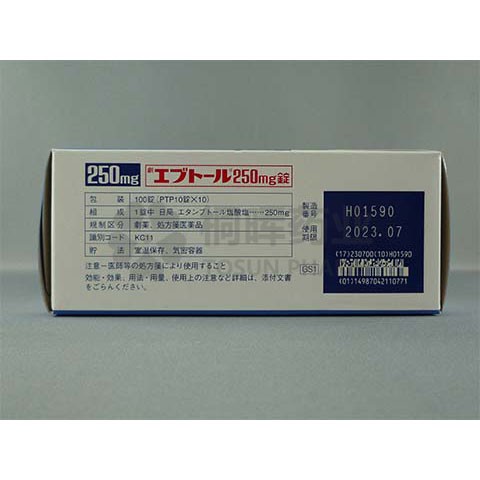 250mg
劇 エブトール250mg錠
包 装 100錠(PTP10錠×10)
組 成 1錠中 日局 エタンブトール塩酸塩……250mg
規制区分 劇薬、処方箋医薬品
識別コード KC11
貯 法 室温保存、気密容器
注意-医師等の処方箋により使用すること
効能・効果、用法・用量、使用上の注意など詳細は、添付文書
をごらんください。
GS1
製造
番号 H01590
使用
期限 2023.07
(17)230700(10)H01590
(01)14987042110771